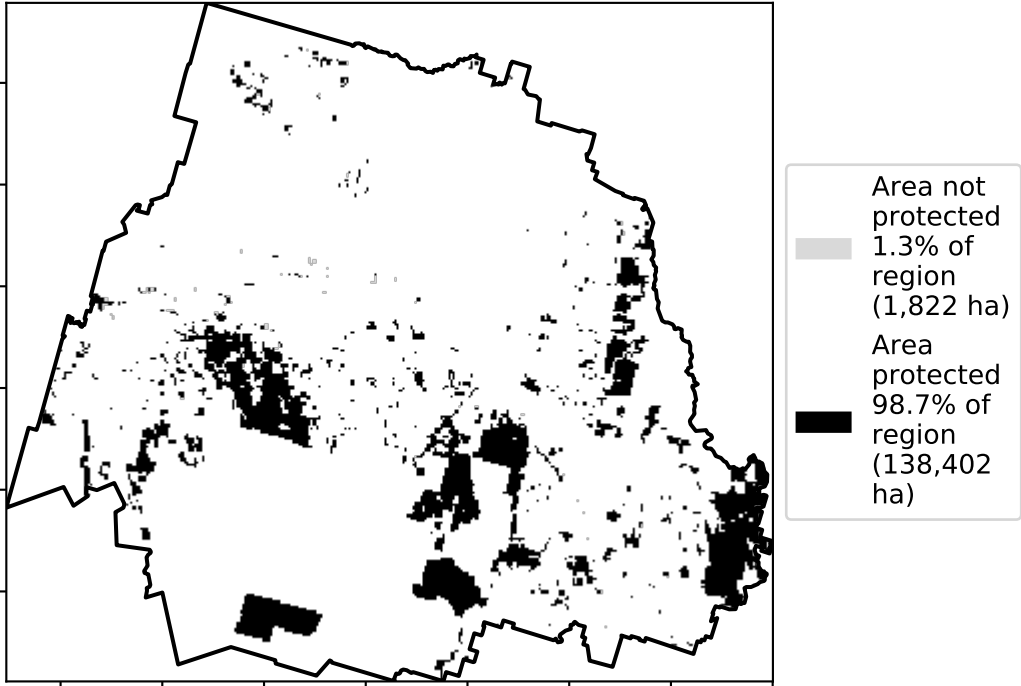 Area not
protected
1.3% of
region
(1,822 ha)
Area
protected
98.7% of
region
(138,402
ha)